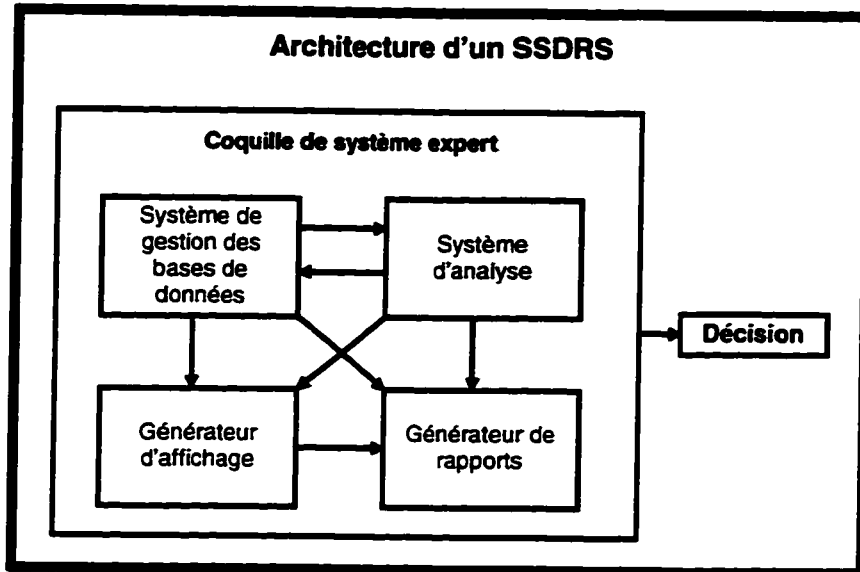 Architecture d'un SSDRS
Coquille de système expert
Système de
gestion des
bases de
données
Système
d'analyse
Décision
Générateur
d'affichage
Générateur de
rapports